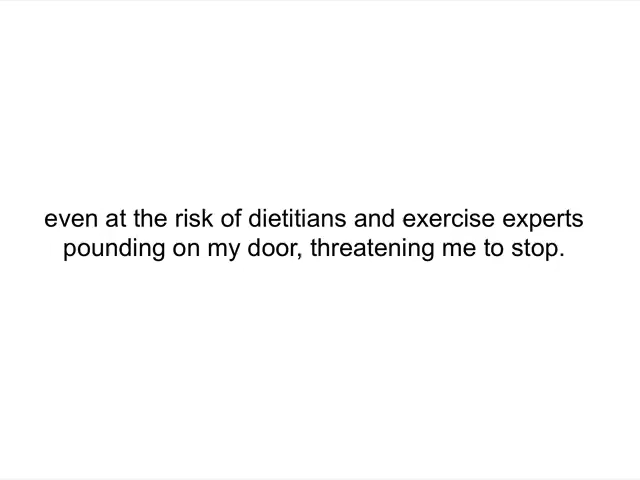 even at the risk of dietitians and exercise experts
pounding on my door, threatening me to stop.